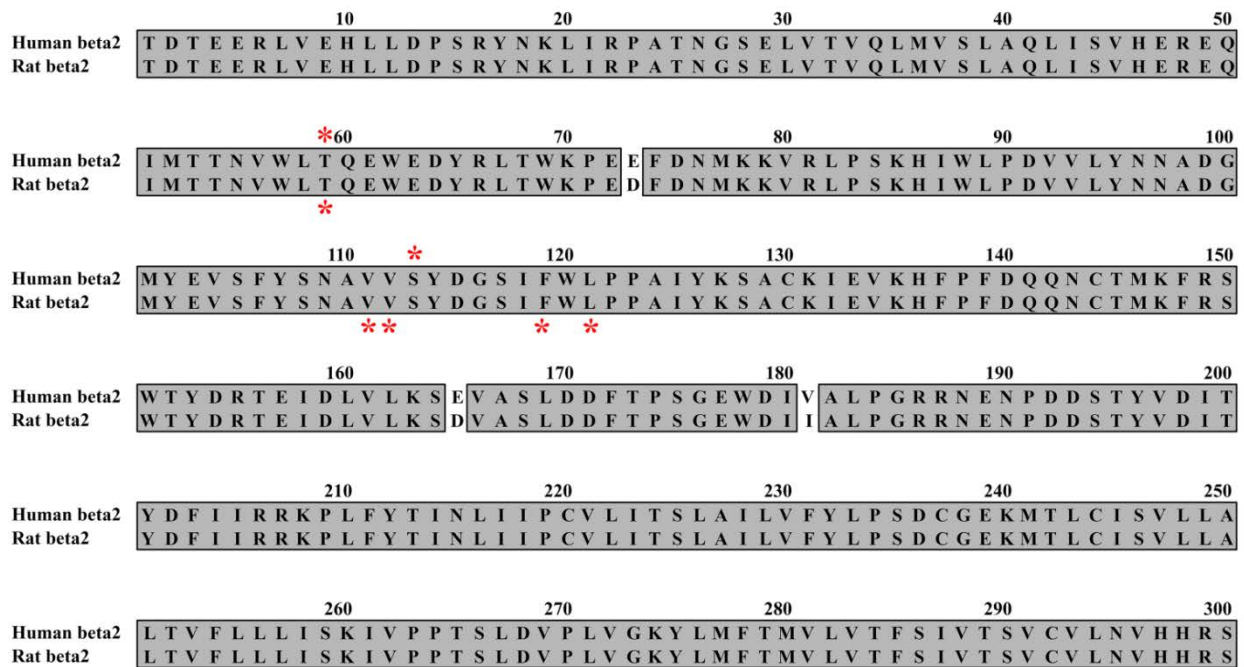 10 20 30 40 50
Human beta2 T D T E E R L V E H L L D P S R Y N K L I R P A T N G S E L V T V Q L M V S L A Q L I S V H E R E Q
Rat beta2 T D T E E R L V E H L L D P S R Y N K L I R P A T N G S E L V T V Q L M V S L A Q L I S V H E R E Q
* 60 70 80 90 100
Human beta2 I M T T N V W L T Q E W E D Y R L T W K P E E F D N M K K V R L P S K H I W L P D V V L Y N N A D G
Rat beta2 I M T T N V W L T Q E W E D Y R L T W K P E D F D N M K K V R L P S K H I W L P D V V L Y N N A D G
*
110 * 120 130 140 150
Human beta2 M Y E V S F Y S N A V V S Y D G S I F W L P P A I Y K S A C K I E V K H F P F D Q Q N C T M K F R S
Rat beta2 M Y E V S F Y S N A V V S Y D G S I F W L P P A I Y K S A C K I E V K H F P F D Q Q N C T M K F R S
* * * *
160 170 180 190 200
Human beta2 W T Y D R T E I D L V L K S E V A S L D D F T P S G E W D I V A L P G R R N E N P D D S T Y V D I T
Rat beta2 W T Y D R T E I D L V L K S D V A S L D D F T P S G E W D I I A L P G R R N E N P D D S T Y V D I T
210 220 230 240 250
Human beta2 Y D F I I R R K P L F Y T I N L I I P C V L I T S L A I L V F Y L P S D C G E K M T L C I S V L L A
Rat beta2 Y D F I I R R K P L F Y T I N L I I P C V L I T S L A I L V F Y L P S D C G E K M T L C I S V L L A
260 270 280 290 300
Human beta2 L T V F L L L I S K I V P P T S L D V P L V G K Y L M F T M V L V T F S I V T S V C V L N V H H R S
Rat beta2 L T V F L L L I S K I V P P T S L D V P L V G K Y L M F T M V L V T F S I V T S V C V L N V H H R S